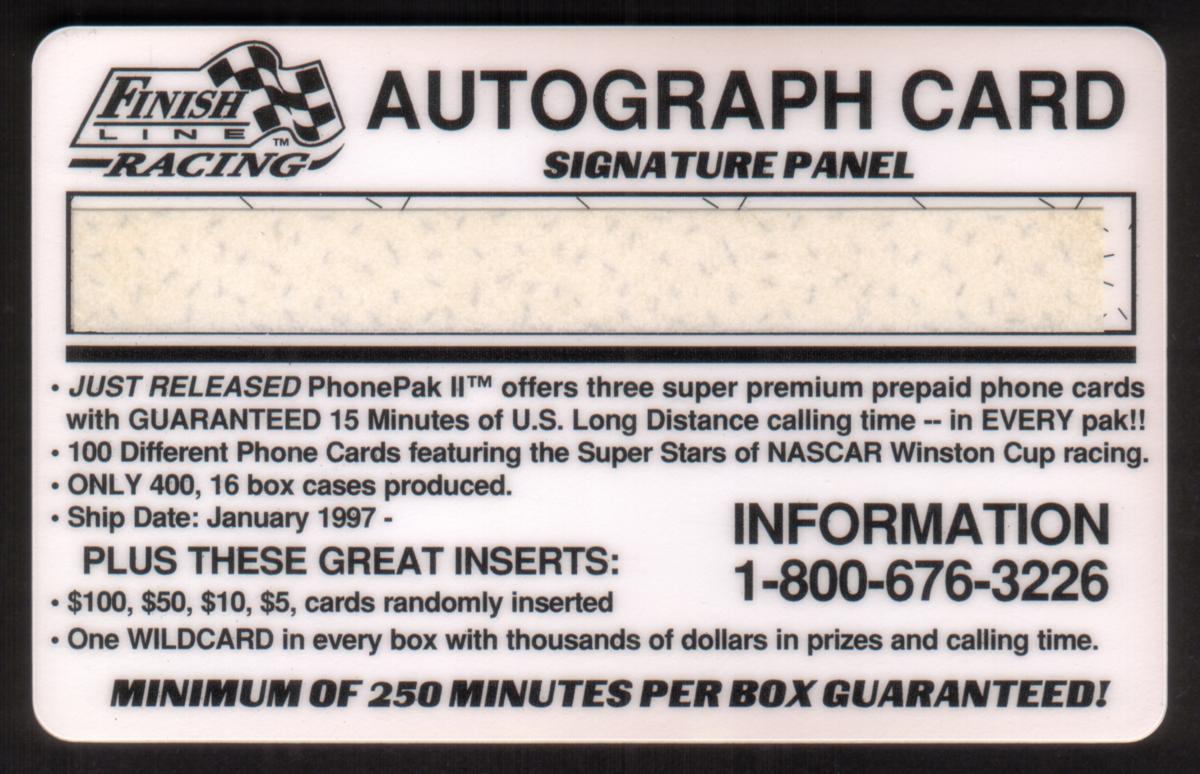 FINISH
LINE™
RACING
AUTOGRAPH CARD
SIGNATURE PANEL
• JUST RELEASED PhonePak II™ offers three super premium prepaid phone cards
with GUARANTEED 15 Minutes of U.S. Long Distance calling time -- in EVERY pak!!
• 100 Different Phone Cards featuring the Super Stars of NASCAR Winston Cup racing.
• ONLY 400, 16 box cases produced.
• Ship Date: January 1997 -
PLUS THESE GREAT INSERTS:
INFORMATION
1-800-676-3226
• $100, $50, $10, $5, cards randomly inserted
• One WILDCARD in every box with thousands of dollars in prizes and calling time.
MINIMUM OF 250 MINUTES PER BOX GUARANTEED!